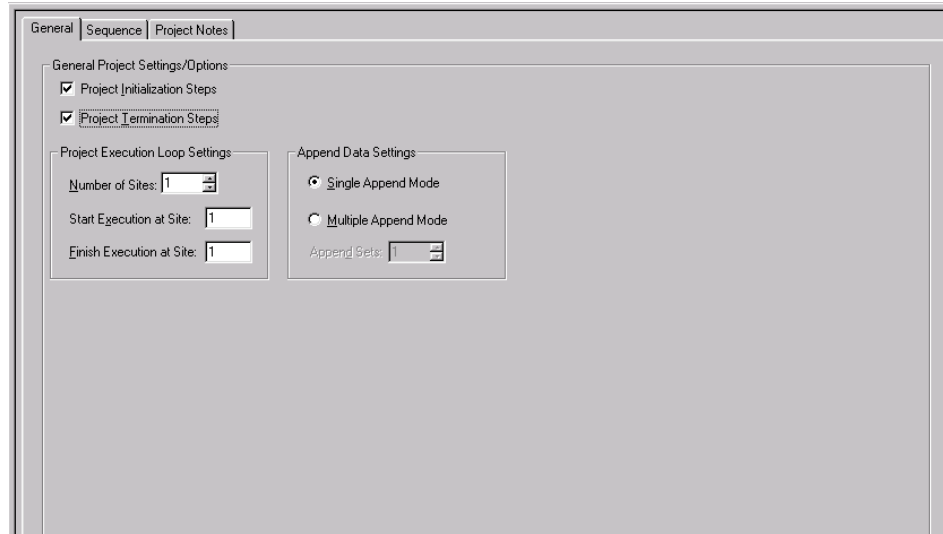 General Sequence Project Notes
General Project Settings/Options
Project Initialization Steps
Project Termination Steps
Project Execution Loop Settings
Number of Sites: 1
Start Execution at Site: 1
Finish Execution at Site: 1
Append Data Settings
Single Append Mode
Multiple Append Mode
Append Sets: 1